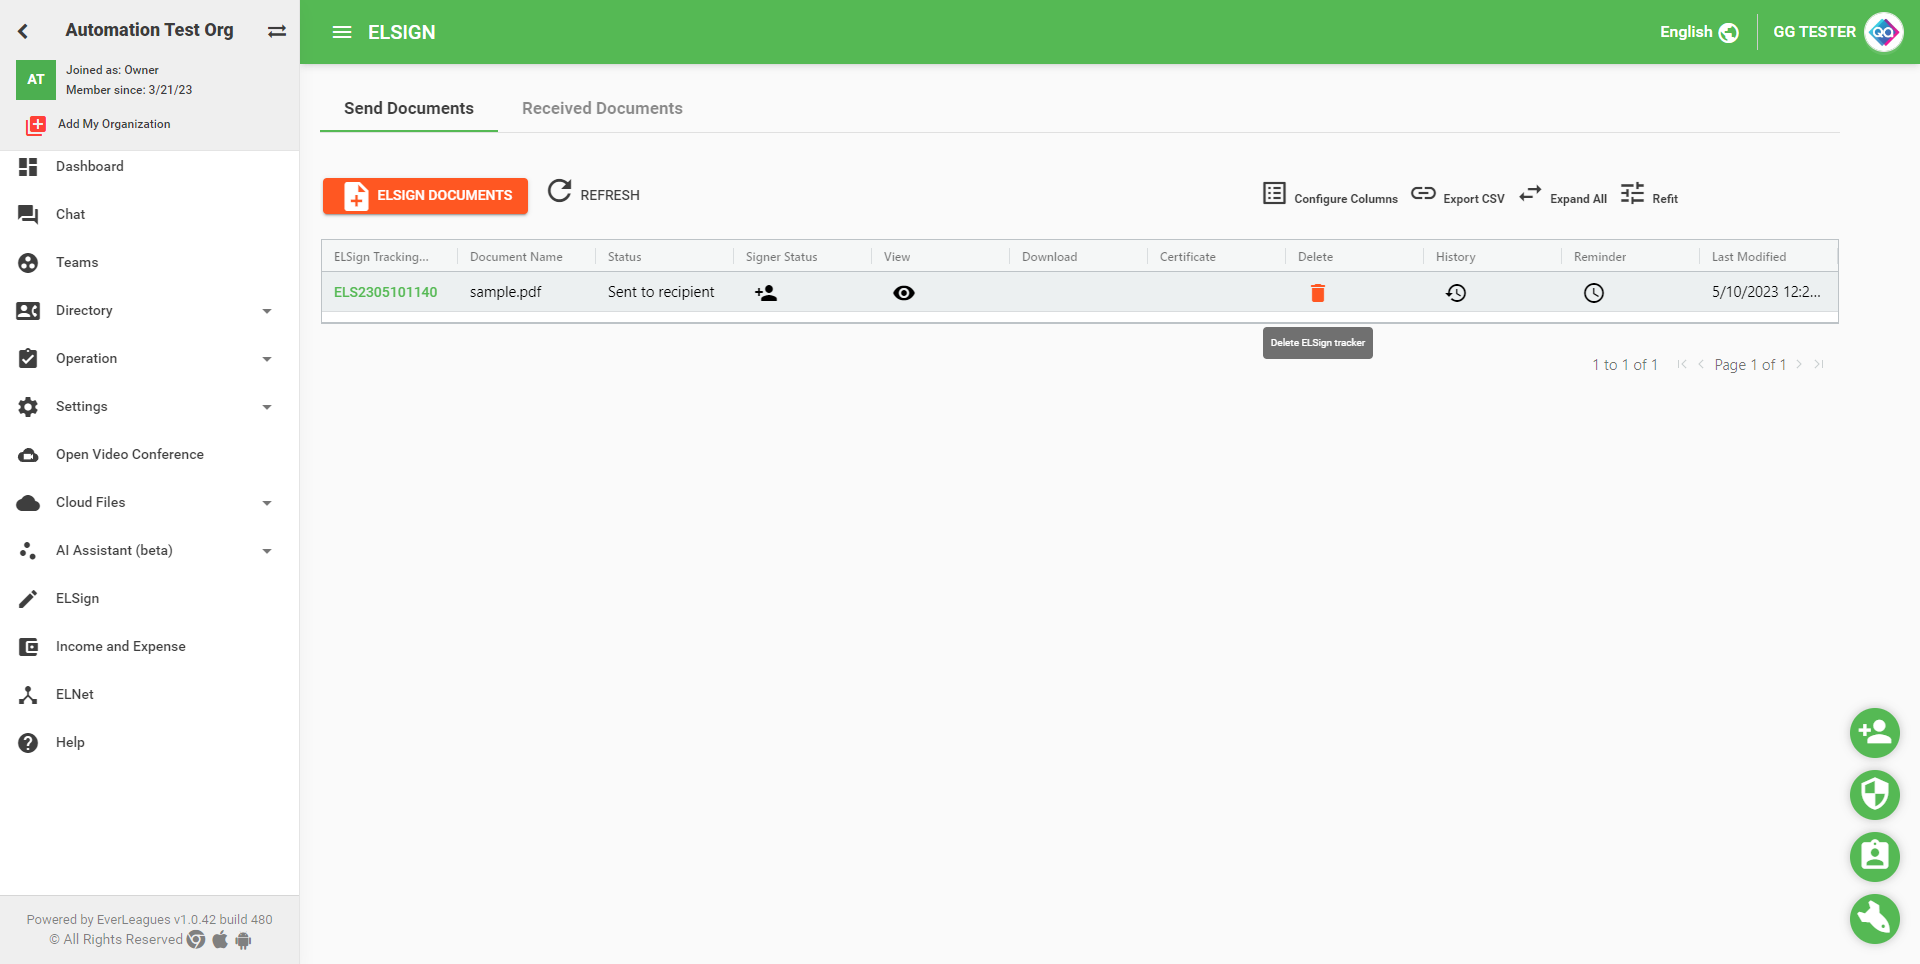 Automation Test Org
AT
Joined as: Owner
Member since: 3/21/23
Add My Organization
Dashboard
Chat
Teams
Directory
Operation
Settings
Open Video Conference
Cloud Files
AI Assistant (beta)
ELSign
Income and Expense
ELNet
Help
Powered by EverLeagues v1.0.42 build 480
© All Rights Reserved
ELSIGN
English
GG TESTER
QA
Send Documents
Received Documents
ELSIGN DOCUMENTS
REFRESH
Configure Columns
Export CSV
Expand All
Refit
ELSign Tracking... Document Name Status Signer Status View Download Certificate Delete History Reminder Last Modified
ELS2305101140 sample.pdf Sent to recipient 5/10/2023 12:2...
Delete ELSign tracker
1 to 1 of 1 Page 1 of 1